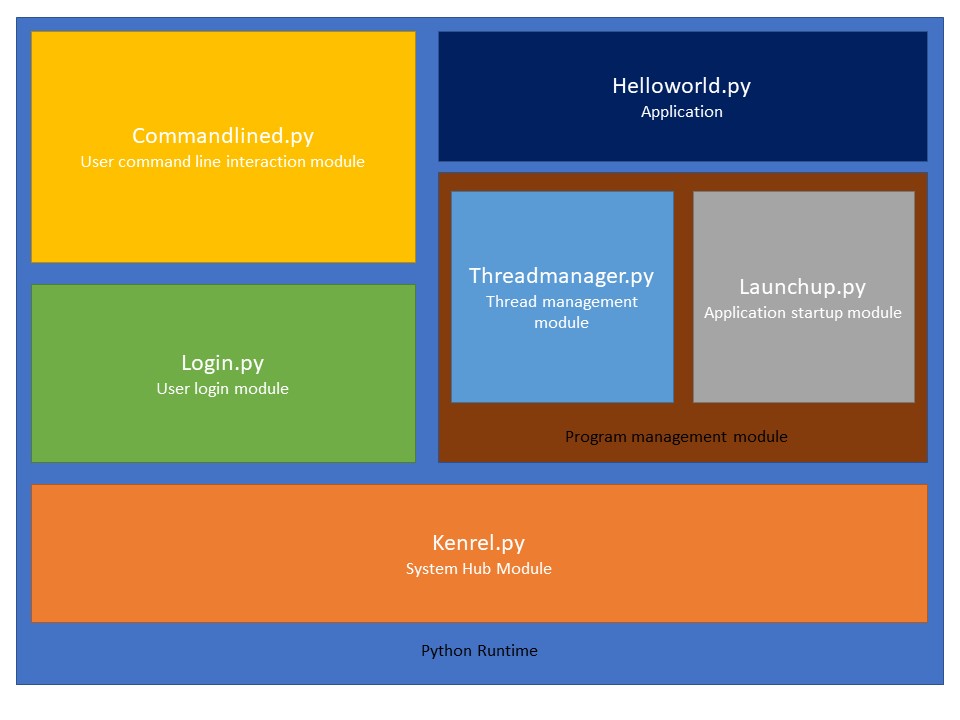 Commandlined.py
User command line interaction module
Helloworld.py
Application
Threadmanager.py
Thread management
module
Launchup.py
Application startup module
Program management module
Login.py
User login module
Kenrel.py
System Hub Module
Python Runtime